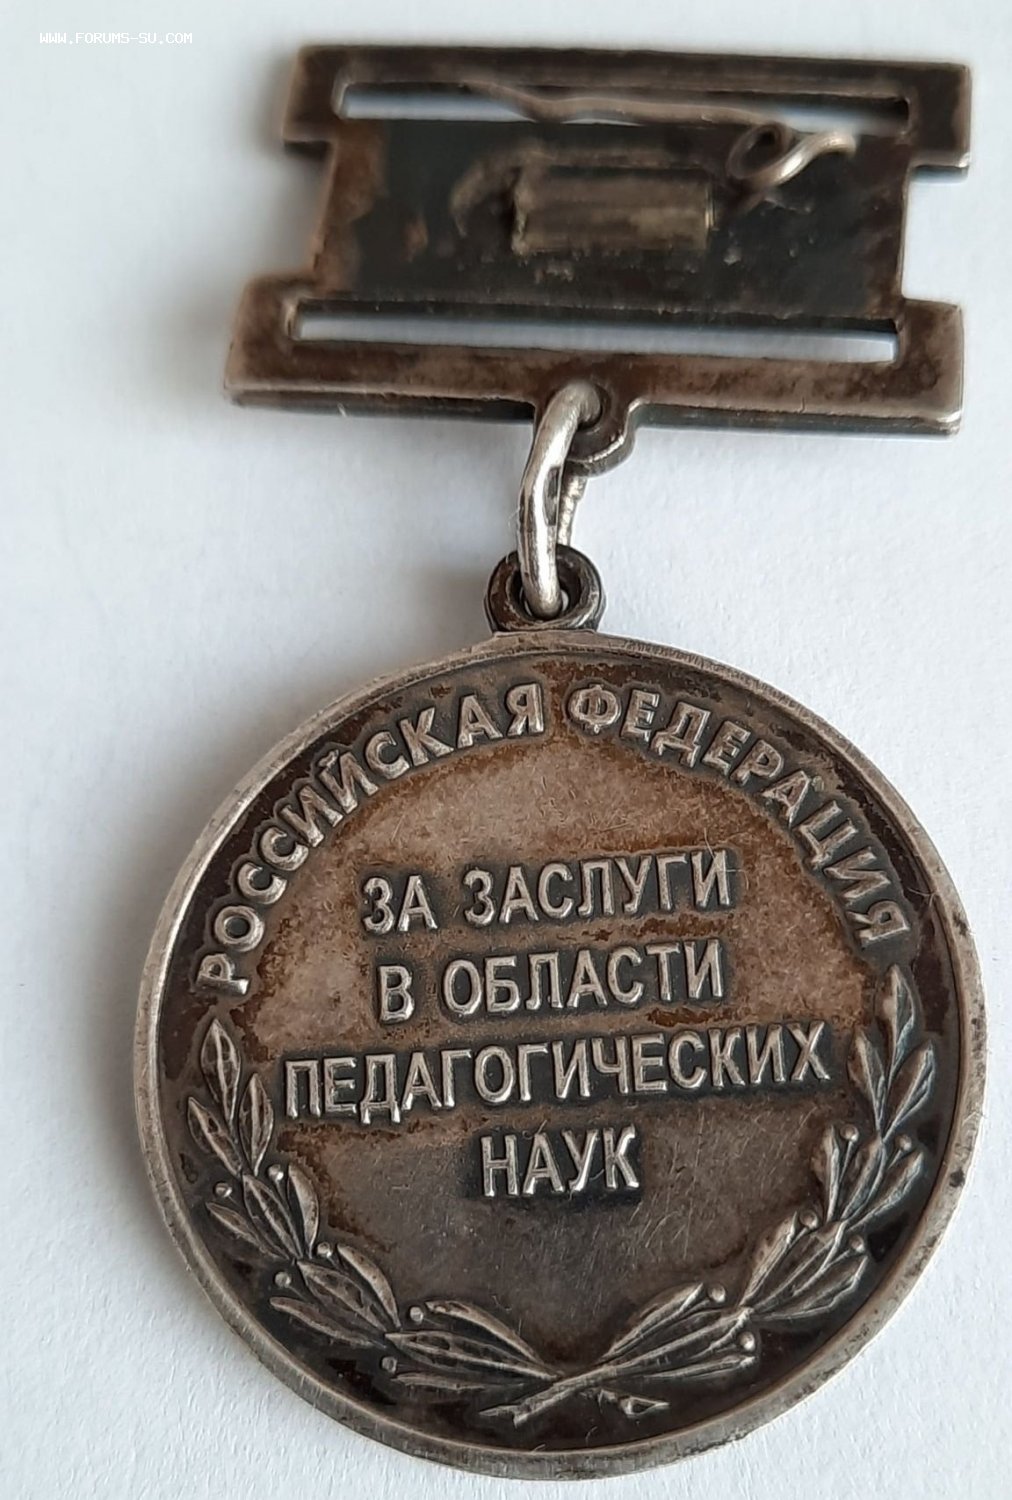 WWW.FORUMS-SU.COM
РОССИЙСКАЯ ФЕДЕРАЦИЯ
ЗА ЗАСЛУГИ
В ОБЛАСТИ
ПЕДАГОГИЧЕСКИХ
НАУК